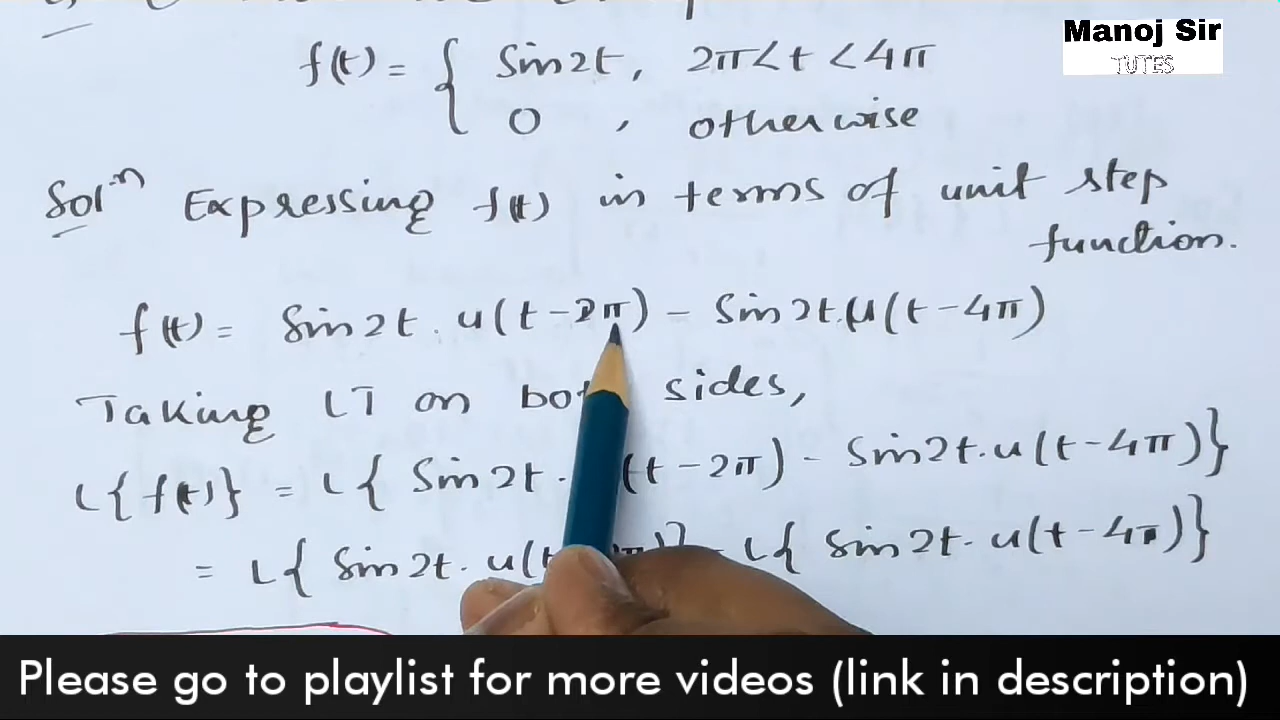 Manoj Sir
TUTES
f(t) = { Sin2t, 2π<t<4π
0 , otherwise
Solⁿ Expressing f(t) in terms of unit step
function.
f(t) = Sin2t. u(t-2π) - Sin2t.u(t-4π)
Taking LT on sides,
L{f(t)} = L{ Sin2t. (t-2π) - Sin2t.u(t-4π)}
= L{ Sin2t. u(t π)} - L{ Sin2t. u(t-4π)}
Please go to playlist for more videos (link in description)